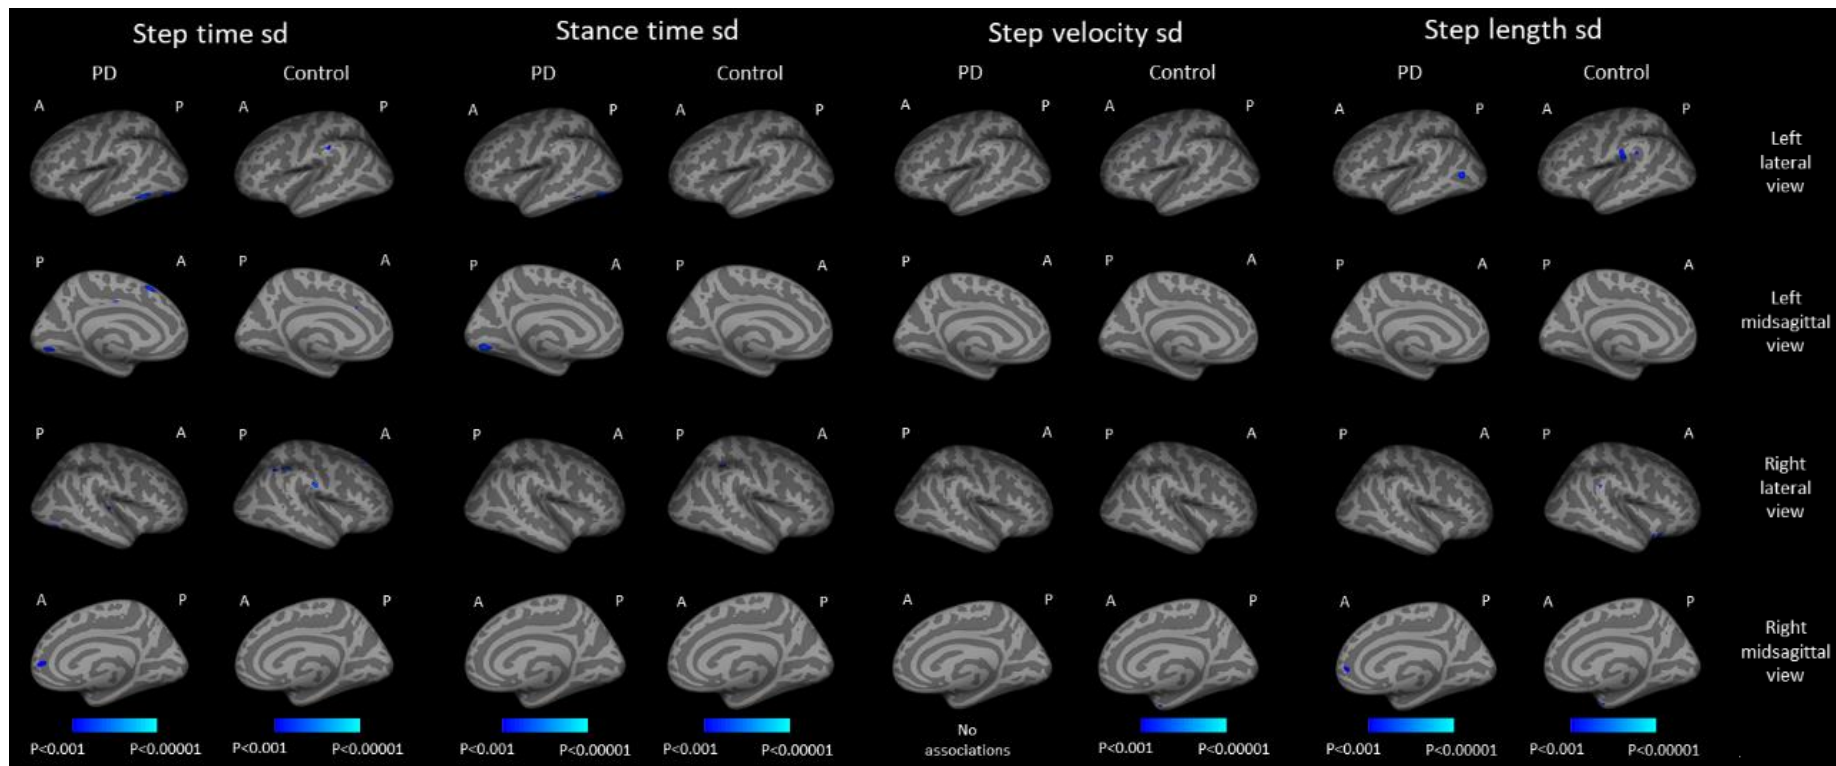 Step time sd Stance time sd Step velocity sd Step length sd
PD Control PD Control PD Control PD Control
A P A P A P A P A P A P A P A P
Left
lateral
view
P A P A P A P A P A P A P A P A
Left
midsagittal
view
P A P A P A P A P A P A P A P A
Right
lateral
view
A P A P A P A P A P A P A P A P
Right
midsagittal
view
No
associations
P<0.001 P<0.00001 P<0.001 P<0.00001 P<0.001 P<0.00001 P<0.001 P<0.00001 P<0.001 P<0.00001 P<0.001 P<0.00001 P<0.001 P<0.00001